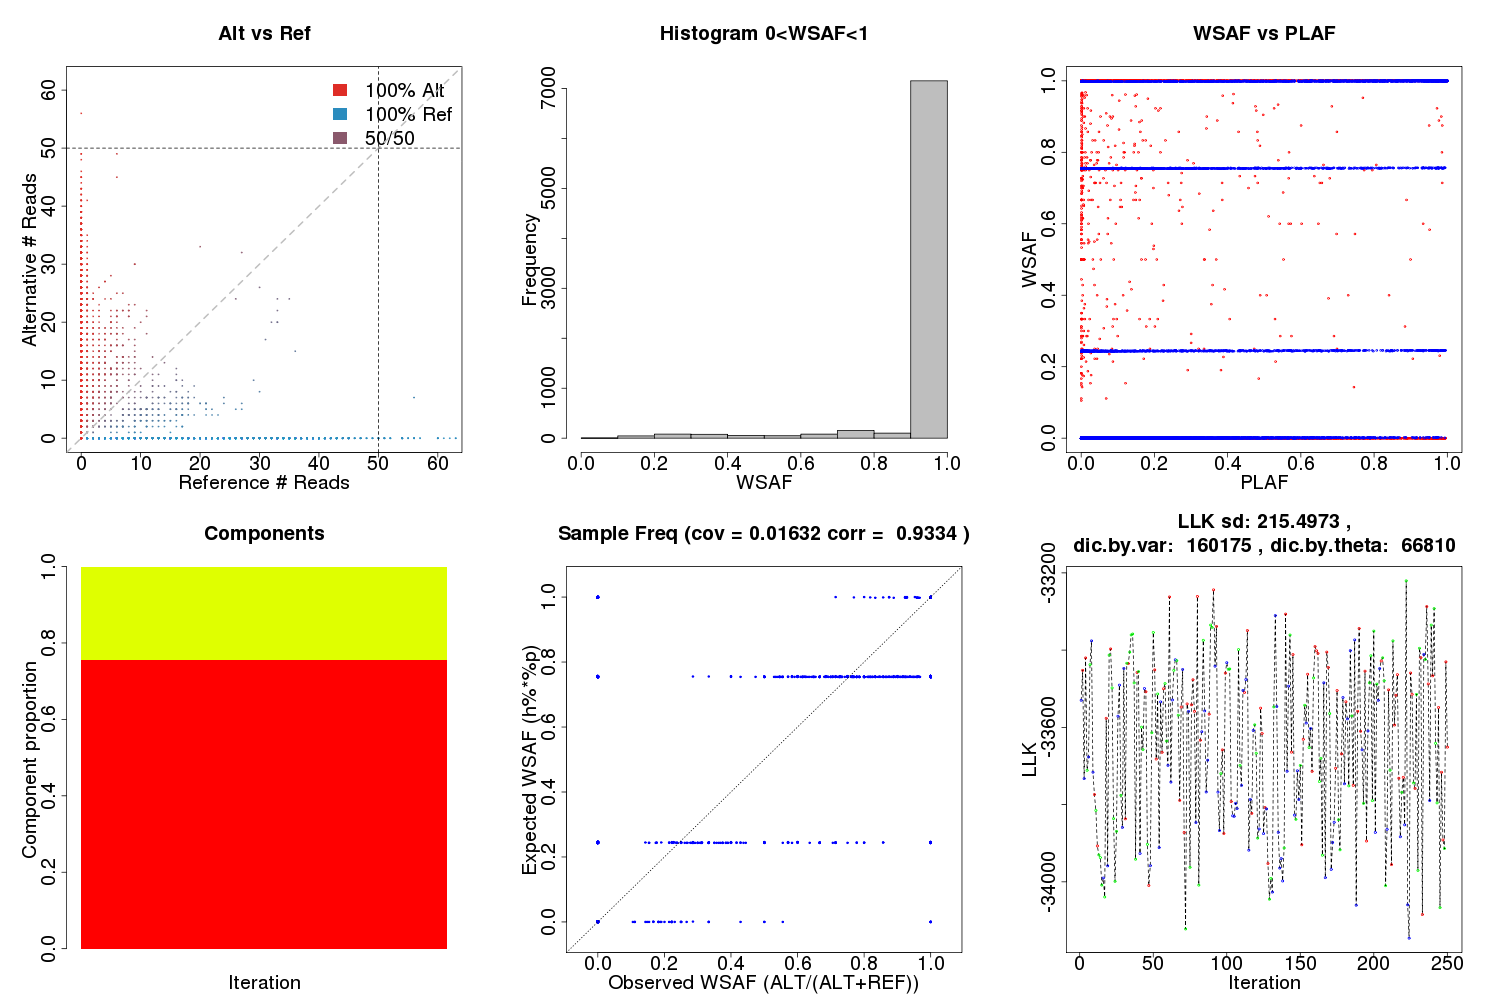 Alt vs Ref
Alternative # Reads
0 10 20 30 40 50 60
100% Alt
100% Ref
50/50
0 10 20 30 40 50 60
Reference # Reads
Histogram 0<WSAF<1
Frequency
0 1000 3000 5000 7000
0.0 0.2 0.4 0.6 0.8 1.0
WSAF
WSAF vs PLAF
WSAF
0.0 0.2 0.4 0.6 0.8 1.0
0.0 0.2 0.4 0.6 0.8 1.0
PLAF
Components
Component proportion
0.0 0.2 0.4 0.6 0.8 1.0
Iteration
Sample Freq (cov = 0.01632 corr = 0.9334 )
Expected WSAF (h%*%p)
0.0 0.2 0.4 0.6 0.8 1.0
0.0 0.2 0.4 0.6 0.8 1.0
Observed WSAF (ALT/(ALT+REF))
LLK sd: 215.4973 ,
dic.by.var: 160175 , dic.by.theta: 66810
LLK
-34000 -33600 -33200
0 50 100 150 200 250
Iteration